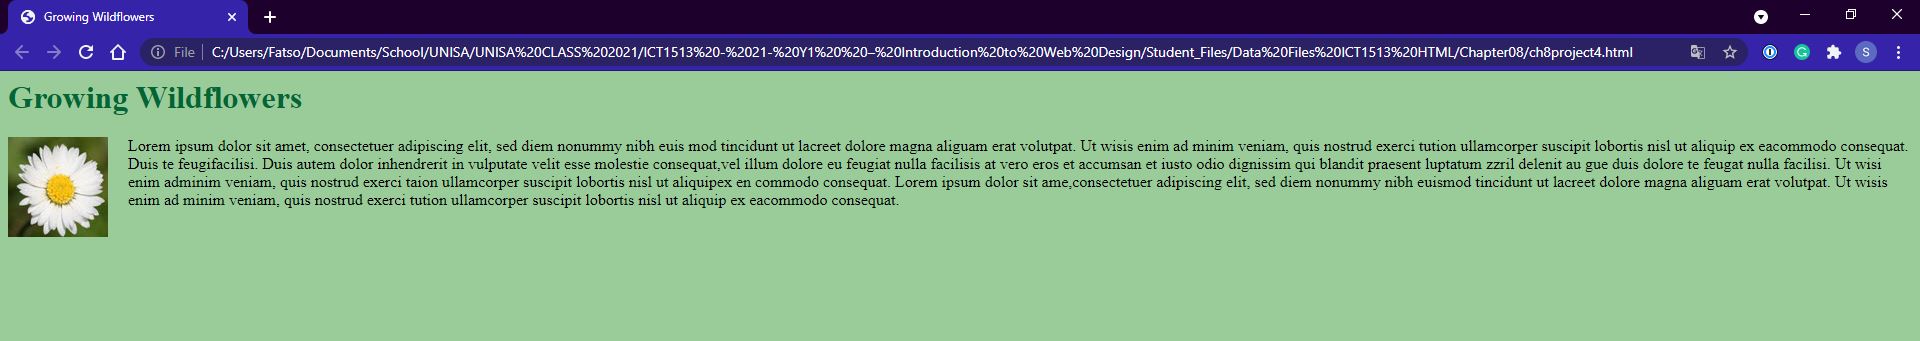 Growing Wildflowers
File | C:/Users/Fatso/Documents/School/UNISA/UNISA%20CLASS%202021/ICT1513%20-%2021-%20Y1%20%20–%20Introduction%20to%20Web%20Design/Student_Files/Data%20Files%20ICT1513%20HTML/Chapter08/ch8project4.html S
Growing Wildflowers
Lorem ipsum dolor sit amet, consectetuer adipiscing elit, sed diem nonummy nibh euis mod tincidunt ut lacreet dolore magna aliguam erat volutpat. Ut wisis enim ad minim veniam, quis nostrud exerci tution ullamcorper suscipit lobortis nisl ut aliquip ex eacommodo consequat.
Duis te feugifacilisi. Duis autem dolor inhendrerit in vulputate velit esse molestie consequat,vel illum dolore eu feugiat nulla facilisis at vero eros et accumsan et iusto odio dignissim qui blandit praesent luptatum zzril delenit au gue duis dolore te feugat nulla facilisi. Ut wisi
enim adminim veniam, quis nostrud exerci taion ullamcorper suscipit lobortis nisl ut aliquipex en commodo consequat. Lorem ipsum dolor sit ame,consectetuer adipiscing elit, sed diem nonummy nibh euismod tincidunt ut lacreet dolore magna aliguam erat volutpat. Ut wisis
enim ad minim veniam, quis nostrud exerci tution ullamcorper suscipit lobortis nisl ut aliquip ex eacommodo consequat.